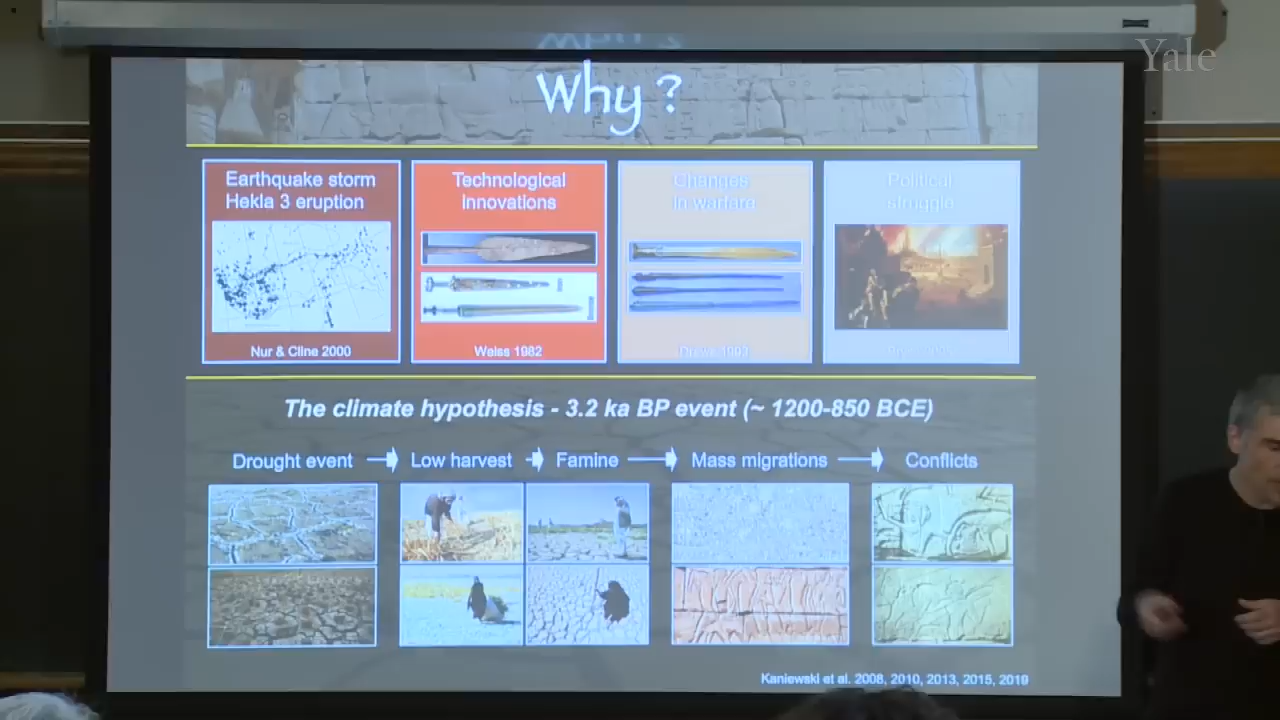 Yale
Why?
Earthquake storm
Hekla 3 eruption
Nur & Cline 2000
Technological
innovations
Weiss 1982
Changes
in warfare
Drews 1993
Political
struggle
The climate hypothesis - 3.2 ka BP event (~ 1200-850 BCE)
Drought event
Low harvest
Famine
Mass migrations
Conflicts
Kaniewski et al. 2008, 2010, 2013, 2015, 2019